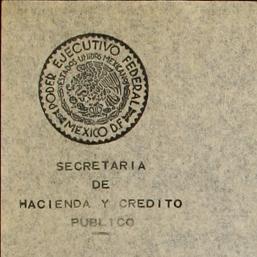 PODER EJECUTIVO FEDERAL
ESTADOS UNIDOS MEXICANOS
MEXICO D.F.
SECRETARIA
DE
HACIENDA Y CREDITO
PUBLICO